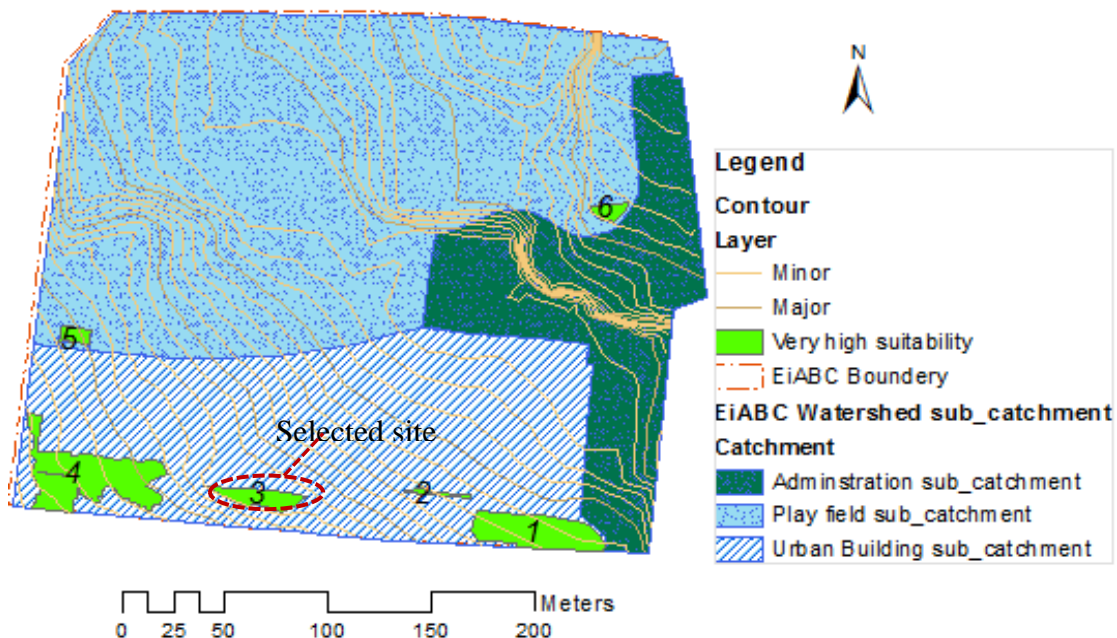 N
Legend
Contour
Layer
Minor
Major
Very high suitability
EiABC Boundery
EiABC Watershed sub_catchment
Catchment
Adminstration sub_catchment
Play field sub_catchment
Urban Building sub_catchment
6
5
Selected site
4
3
2
1
Meters
0 25 50 100 150 200